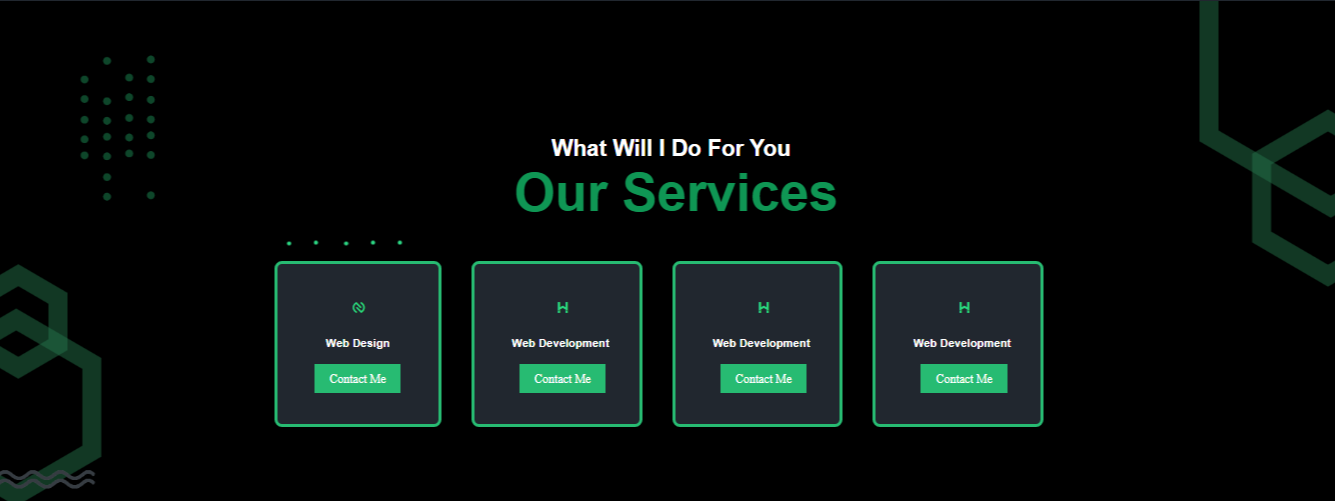 What Will I Do For You
Our Services
Web Design
Web Development
Web Development
Web Development
Contact Me
Contact Me
Contact Me
Contact Me